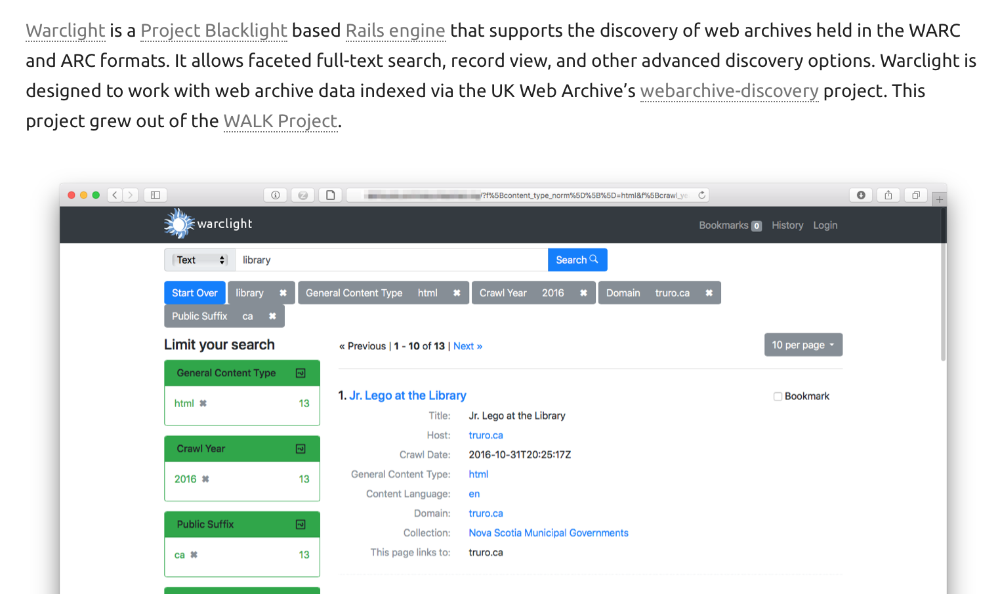 Warclight is a Project Blacklight based Rails engine that supports the discovery of web archives held in the WARC
and ARC formats. It allows faceted full-text search, record view, and other advanced discovery options. Warclight is
designed to work with web archive data indexed via the UK Web Archive’s webarchive-discovery project. This
project grew out of the WALK Project.
/?f%5Bcontent_type_norm%5D%5B%5D=html&f%5Bcrawl_ye
warclight
Bookmarks 0 History Login
Text library Search
Start Over library ✖ General Content Type html ✖ Crawl Year 2016 ✖ Domain truro.ca ✖
Public Suffix ca ✖
Limit your search
« Previous | 1 - 10 of 13 | Next »
10 per page
General Content Type
html ✖ 13
Crawl Year
2016 ✖ 13
Public Suffix
ca ✖ 13
1. Jr. Lego at the Library
Bookmark
Title: Jr. Lego at the Library
Host: truro.ca
Crawl Date: 2016-10-31T20:25:17Z
General Content Type: html
Content Language: en
Domain: truro.ca
Collection: Nova Scotia Municipal Governments
This page links to: truro.ca